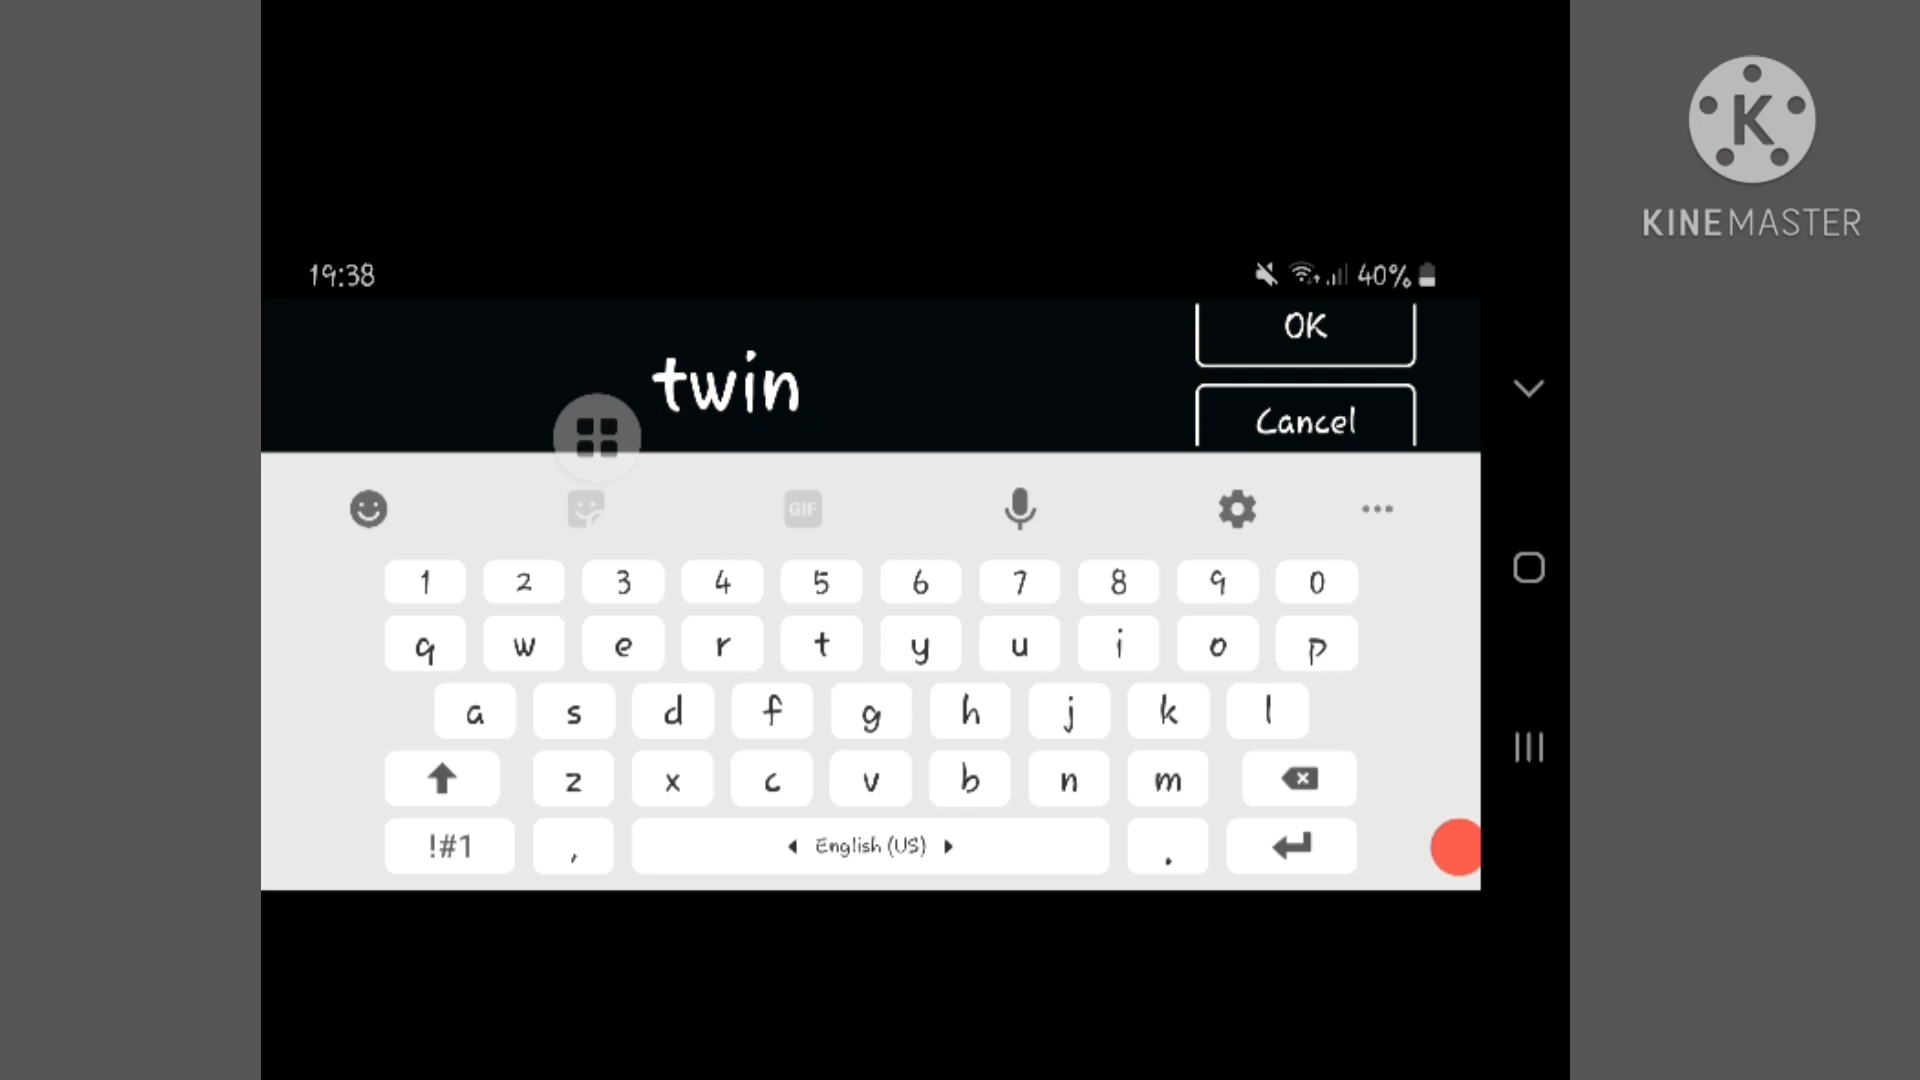 K
KINEMASTER
19:38 40%
OK
twin
Cancel
GIF
1 2 3 4 5 6 7 8 9 0
q w e r t y u i o p
a s d f g h j k l
z x c v b n m
!#1 , English (US) .